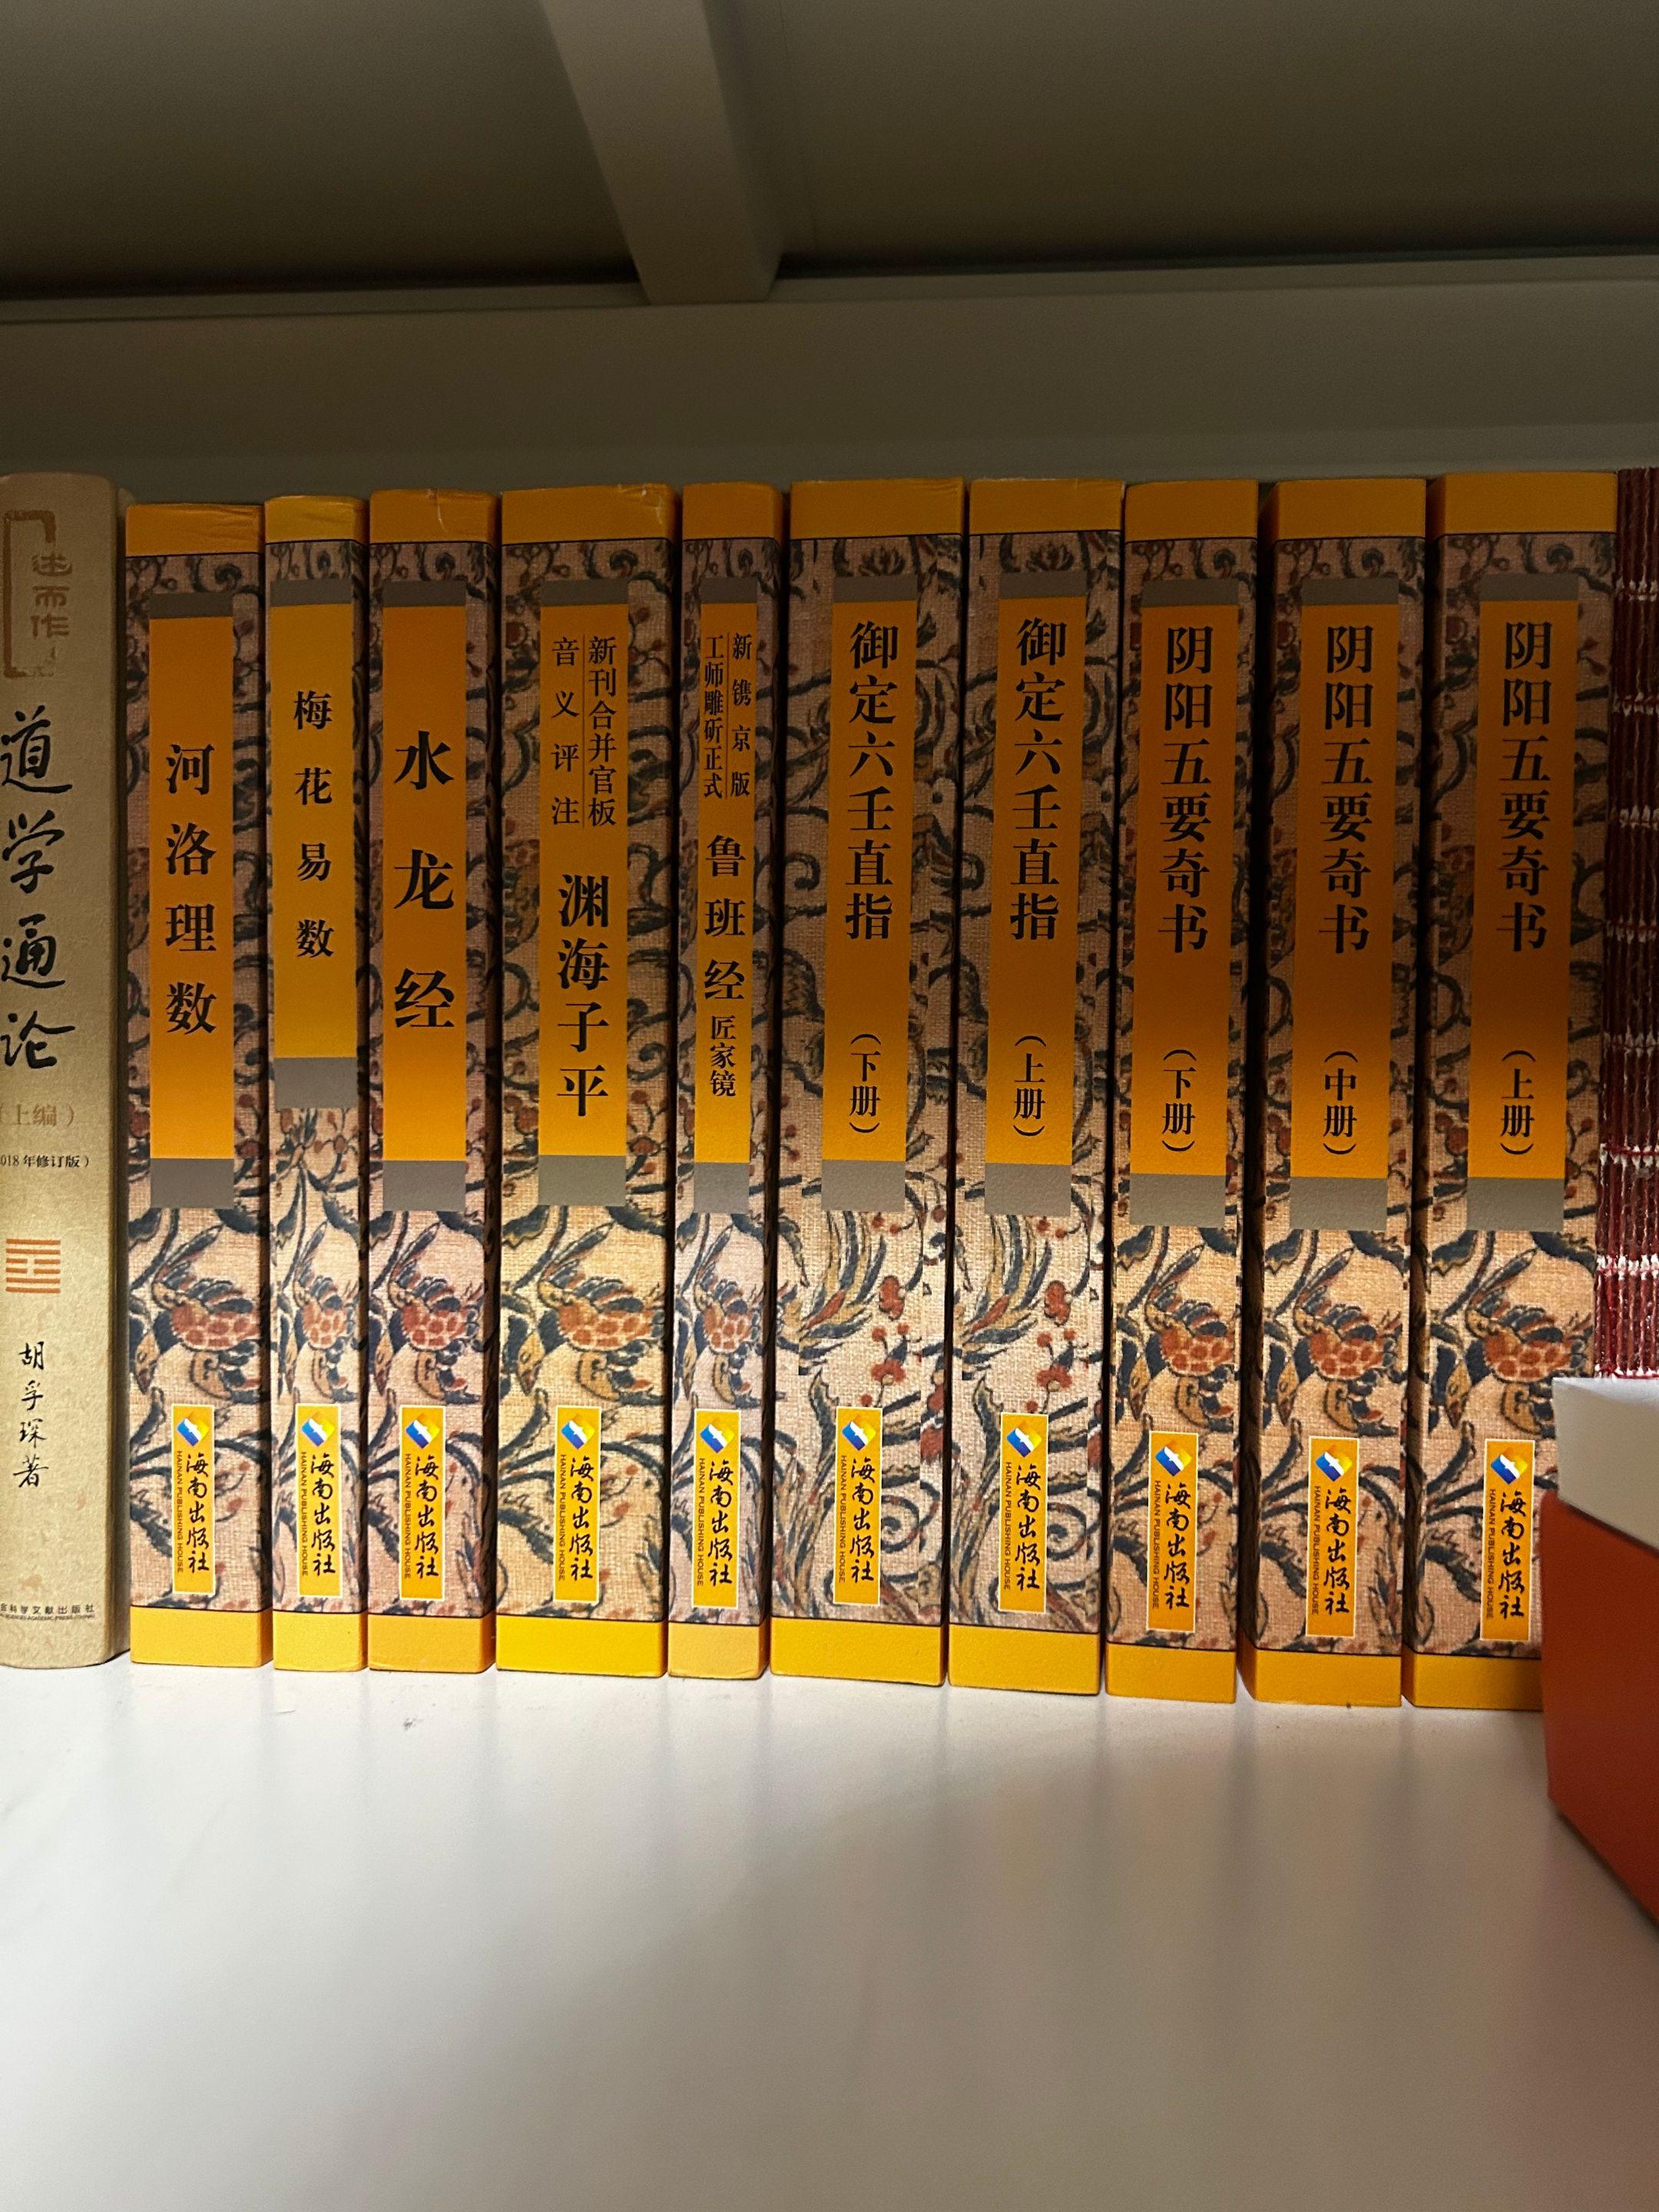 述而作
道学通论
（上编）
018年修订版）
胡孚琛著
科学文献出版社
河洛理数
海南出版社
HAINAN PUBLISHING HOUSE
梅花易数
海南出版社
HAINAN PUBLISHING HOUSE
水龙经
海南出版社
HAINAN PUBLISHING HOUSE
新刊合并官板
音义评注
渊海子平
海南出版社
HAINAN PUBLISHING HOUSE
新镌京版
工师雕斫正式
鲁班经
匠家镜
海南出版社
HAINAN PUBLISHING HOUSE
御定六壬直指
（下册）
海南出版社
HAINAN PUBLISHING HOUSE
御定六壬直指
（上册）
海南出版社
HAINAN PUBLISHING HOUSE
阴阳五要奇书
（下册）
海南出版社
HAINAN PUBLISHING HOUSE
阴阳五要奇书
（中册）
海南出版社
HAINAN PUBLISHING HOUSE
阴阳五要奇书
（上册）
海南出版社
HAINAN PUBLISHING HOUSE